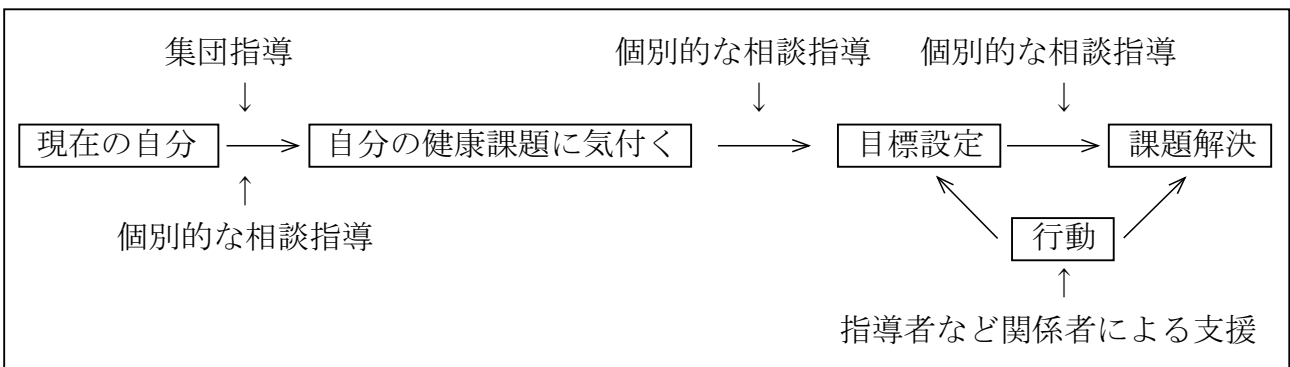 集団指導 個別的な相談指導 個別的な相談指導
↓ ↓ ↓
現在の自分 → 自分の健康課題に気付く → 目標設定 → 課題解決
↑
個別的な相談指導
行動
↑
指導者など関係者による支援